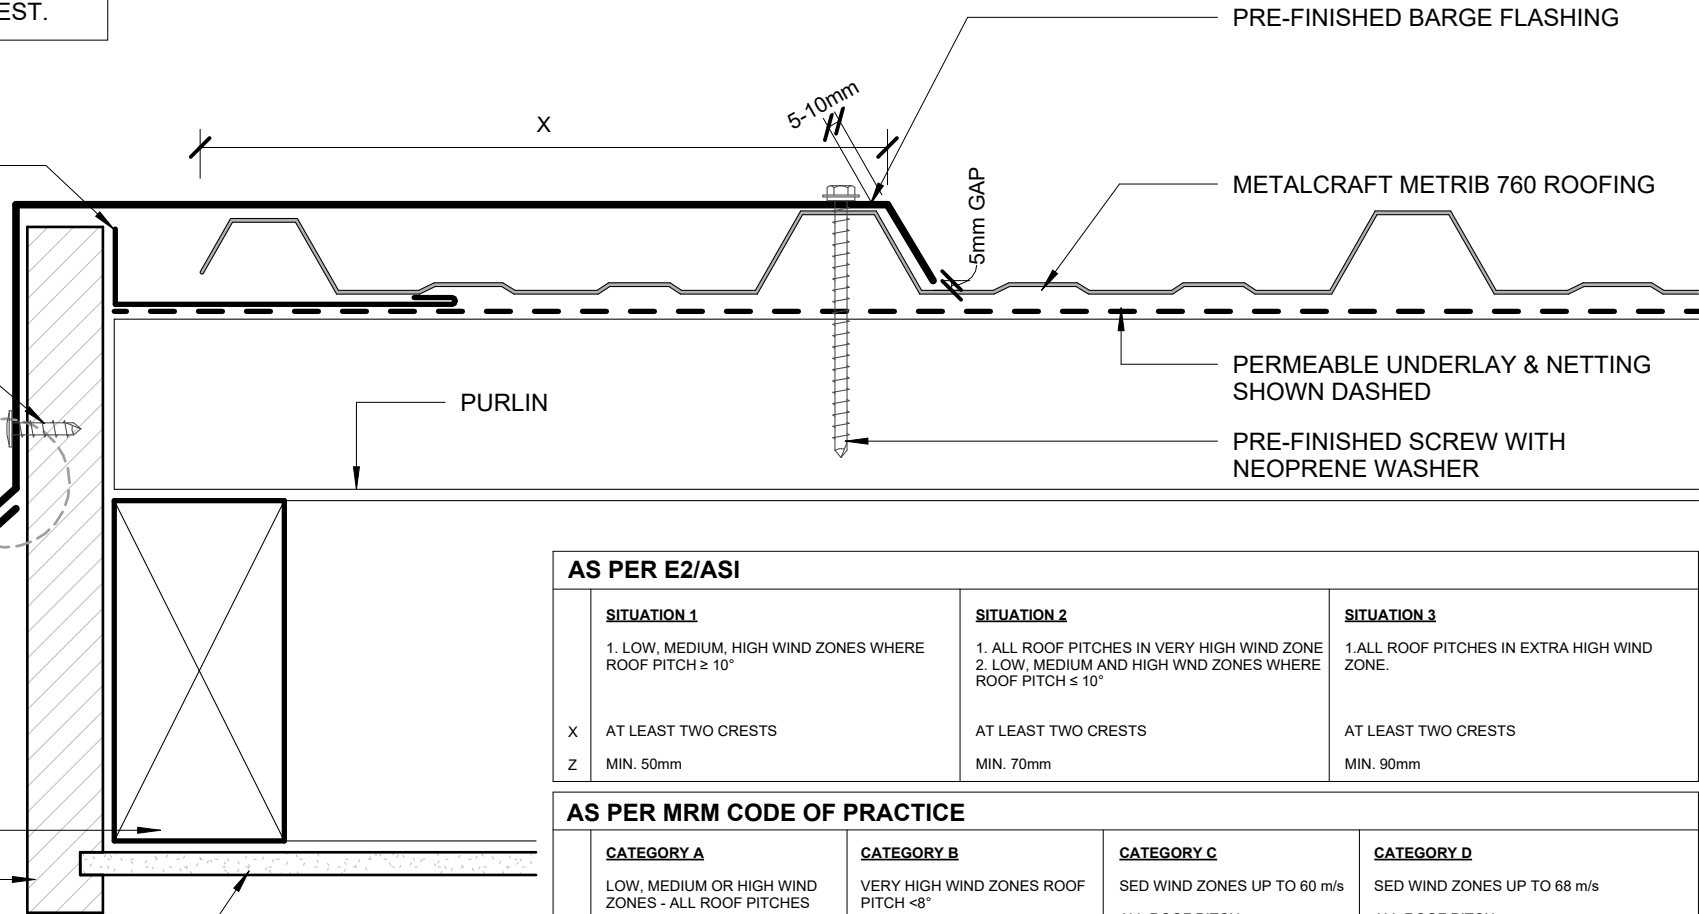 EST.
PRE-FINISHED BARGE FLASHING
5-10mm
X
5mm GAP
METALCRAFT METRIB 760 ROOFING
PERMEABLE UNDERLAY & NETTING
SHOWN DASHED
PURLIN
PRE-FINISHED SCREW WITH
NEOPRENE WASHER
AS PER E2/ASI
SITUATION 1
1. LOW, MEDIUM, HIGH WIND ZONES WHERE
ROOF PITCH ≥ 10°
SITUATION 2
1. ALL ROOF PITCHES IN VERY HIGH WIND ZONE
2. LOW, MEDIUM AND HIGH WND ZONES WHERE
ROOF PITCH ≤ 10°
SITUATION 3
1.ALL ROOF PITCHES IN EXTRA HIGH WIND
ZONE.
X AT LEAST TWO CRESTS AT LEAST TWO CRESTS AT LEAST TWO CRESTS
Z MIN. 50mm MIN. 70mm MIN. 90mm
AS PER MRM CODE OF PRACTICE
CATEGORY A
LOW, MEDIUM OR HIGH WIND
ZONES - ALL ROOF PITCHES
CATEGORY B
VERY HIGH WIND ZONES ROOF
PITCH <8°
CATEGORY C
SED WIND ZONES UP TO 60 m/s
CATEGORY D
SED WIND ZONES UP TO 68 m/s